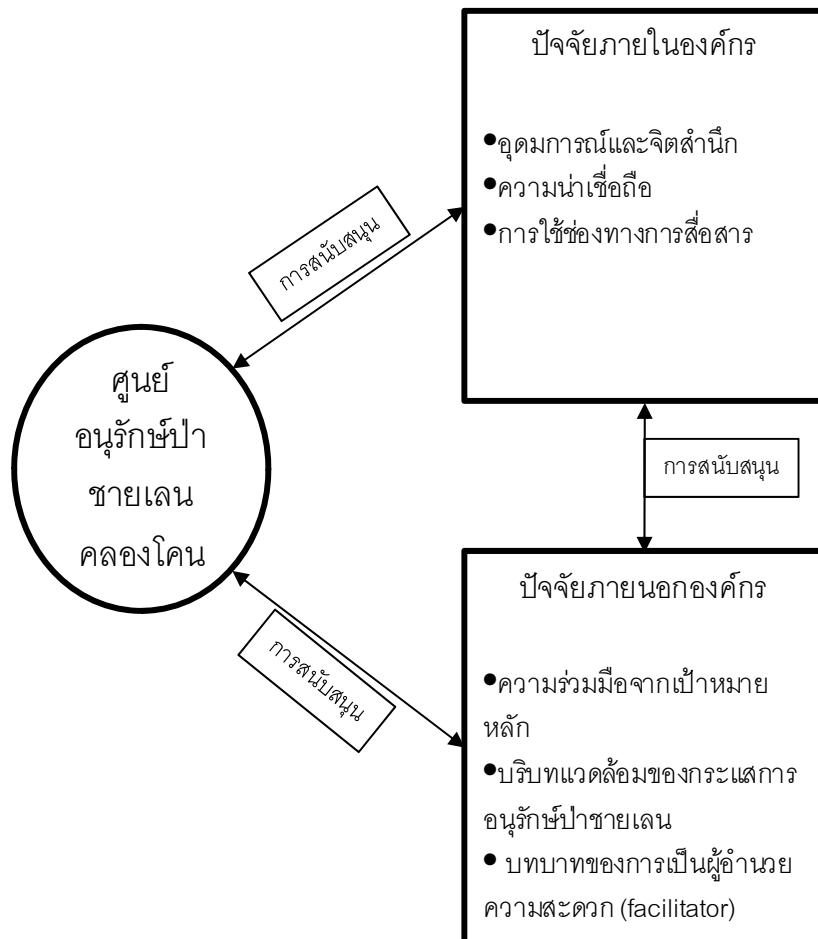 ปัจจัยภายในองค์กร
●อุดมการณ์และจิตสำนึก
●ความน่าเชื่อถือ
●การใช้ช่องทางการสื่อสาร
การสนับสนุน
ศูนย์
อนุรักษ์ป่า
ชายเลน
คลองโคน
การสนับสนุน
การสนับสนุน
ปัจจัยภายนอกองค์กร
●ความร่วมมือจากเป้าหมาย
หลัก
●บริบทแวดล้อมของกระแสการ
อนุรักษ์ป่าชายเลน
● บทบาทของการเป็นผู้อำนวย
ความสะดวก (facilitator)